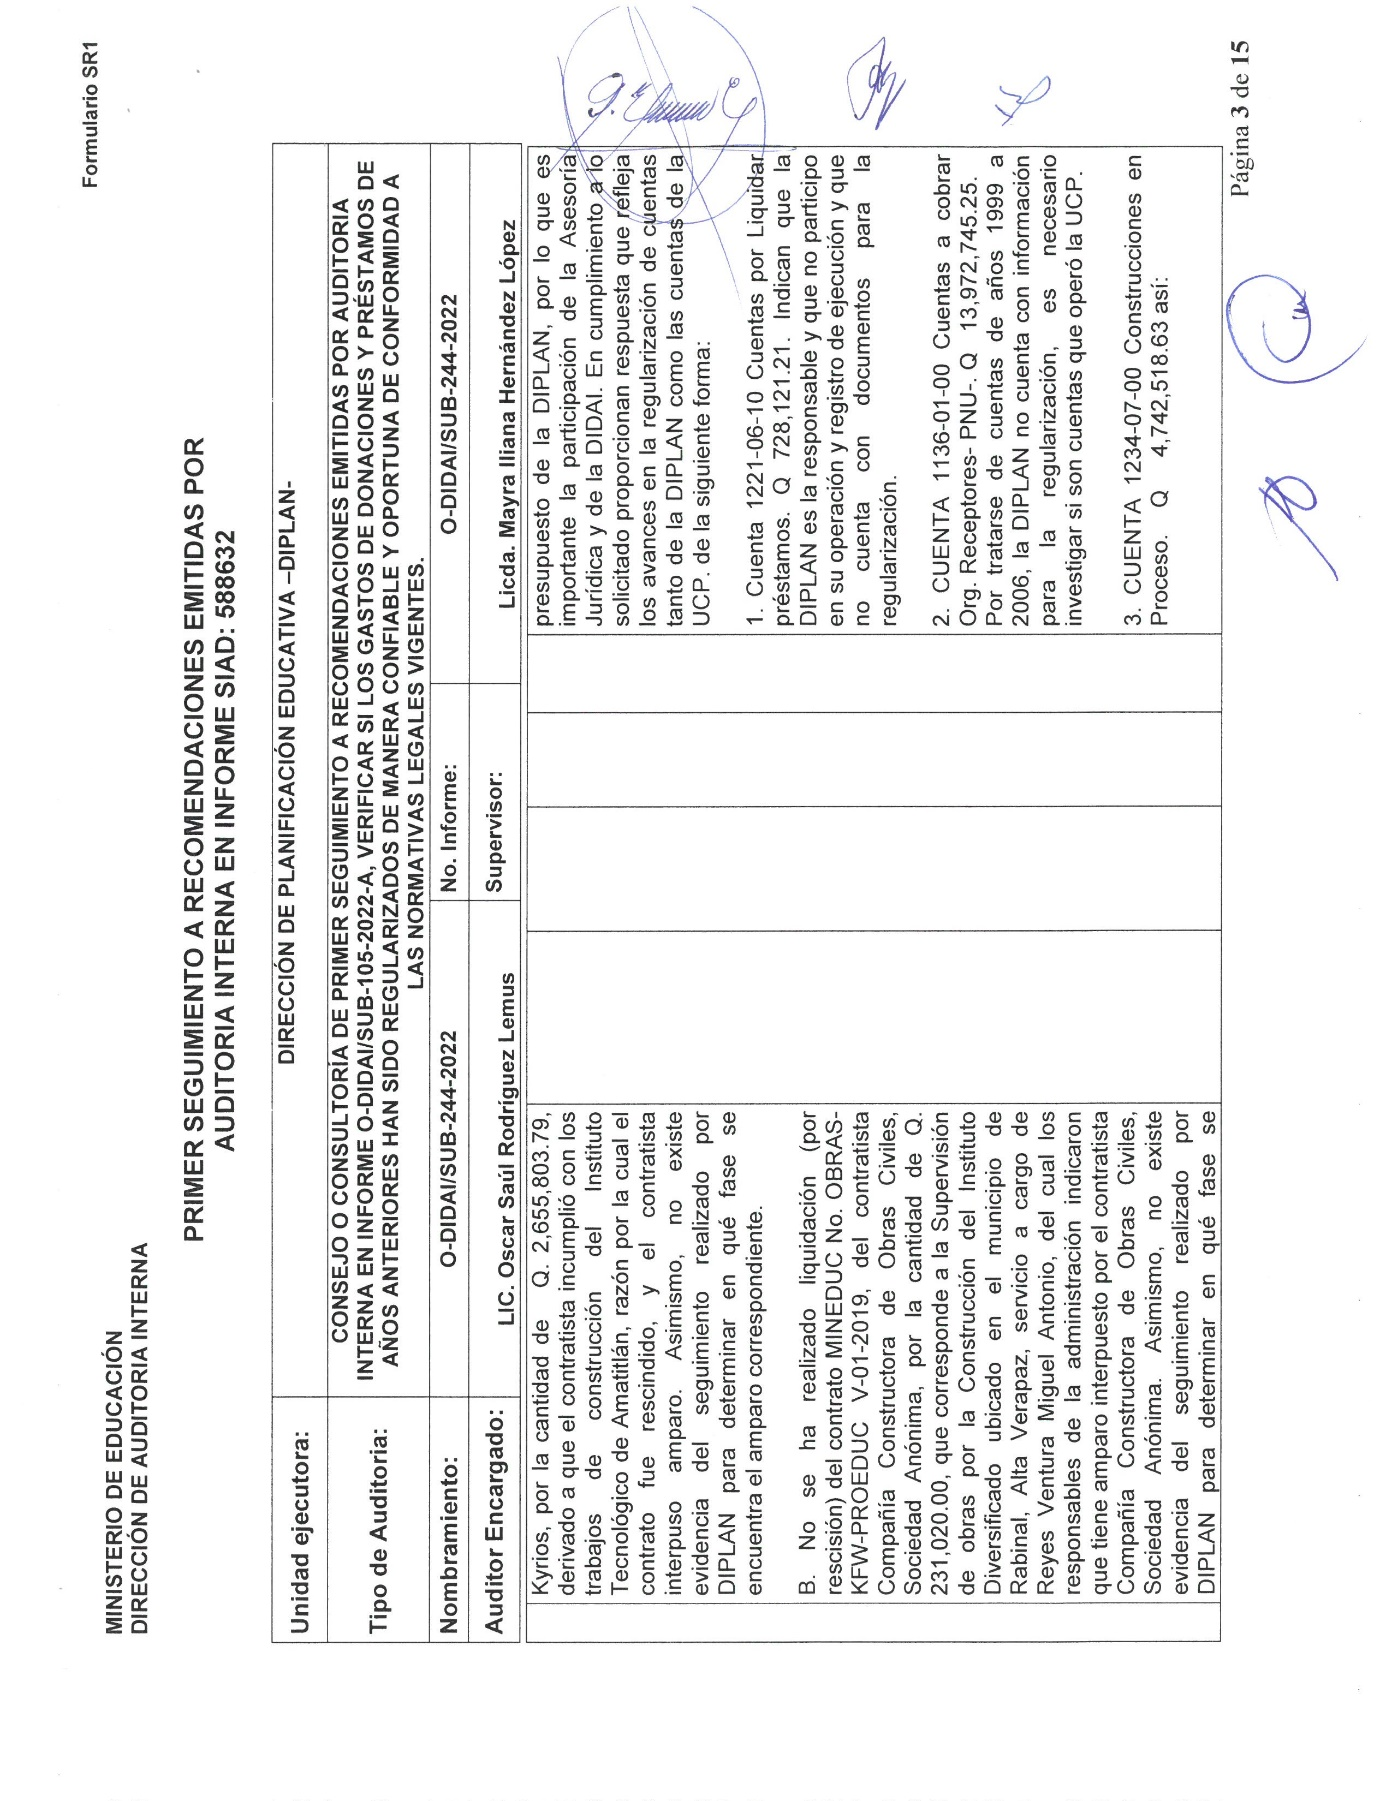 Formulario SR1
MINISTERIO DE EDUCACIÓN
DIRECCIÓN DE AUDITORIA INTERNA
PRIMER SEGUIMIENTO A RECOMENDACIONES EMITIDAS POR
AUDITORIA INTERNA EN INFORME SIAD: 588632
Unidad ejecutora:
DIRECCIÓN DE PLANIFICACIÓN EDUCATIVA –DIPLAN-
Tipo de Auditoria:
CONSEJO O CONSULTORÍA DE PRIMER SEGUIMIENTO A RECOMENDACIONES EMITIDAS POR AUDITORIA
INTERNA EN INFORME O-DIDAI/SUB-105-2022-A, VERIFICAR SI LOS GASTOS DE DONACIONES Y PRÉSTAMOS DE
AÑOS ANTERIORES HAN SIDO REGULARIZADOS DE MANERA CONFIABLE Y OPORTUNA DE CONFORMIDAD A
LAS NORMATIVAS LEGALES VIGENTES.
Nombramiento:
O-DIDAI/SUB-244-2022
No. Informe:
O-DIDAI/SUB-244-2022
Auditor Encargado:
LIC. Oscar Saúl Rodríguez Lemus
Supervisor:
Licda. Mayra Iliana Hernández López
Kyrios, por la cantidad de Q. 2,655,803.79,
derivado a que el contratista incumplió con los
trabajos de construcción del Instituto
Tecnológico de Amatitlán, razón por la cual el
contrato fue rescindido, y el contratista
interpuso amparo. Asimismo, no existe
evidencia del seguimiento realizado por
DIPLAN para determinar en qué fase se
encuentra el amparo correspondiente.
B. No se ha realizado liquidación (por
rescisión) del contrato MINEDUC No. OBRAS-
KFW-PROEDUC V-01-2019, del contratista
Compañía Constructora de Obras Civiles,
Sociedad Anónima, por la cantidad de Q.
231,020.00, que corresponde a la Supervisión
de obras por la Construcción del Instituto
Diversificado ubicado en el municipio de
Rabinal, Alta Verapaz, servicio a cargo de
Reyes Ventura Miguel Antonio, del cual los
responsables de la administración indicaron
que tiene amparo interpuesto por el contratista
Compañía Constructora de Obras Civiles,
Sociedad Anónima. Asimismo, no existe
evidencia del seguimiento realizado por
DIPLAN para determinar en qué fase se
presupuesto de la DIPLAN, por lo que es
importante la participación de la Asesoría
Jurídica y de la DIDAI. En cumplimiento a lo
solicitado proporcionan respuesta que refleja
los avances en la regularización de cuentas
tanto de la DIPLAN como las cuentas de la
UCP. de la siguiente forma:
1. Cuenta 1221-06-10 Cuentas por Liquidar
préstamos. Q 728,121.21. Indican que la
DIPLAN es la responsable y que no participo
en su operación y registro de ejecución y que
no cuenta con documentos para la
regularización.
2. CUENTA 1136-01-00 Cuentas a cobrar
Org. Receptores- PNU-. Q 13,972,745.25.
Por tratarse de cuentas de años 1999 a
2006, la DIPLAN no cuenta con información
para la regularización, es necesario
investigar si son cuentas que operó la UCP.
3. CUENTA 1234-07-00 Construcciones en
Proceso. Q 4,742,518.63 así:
Página 3 de 15